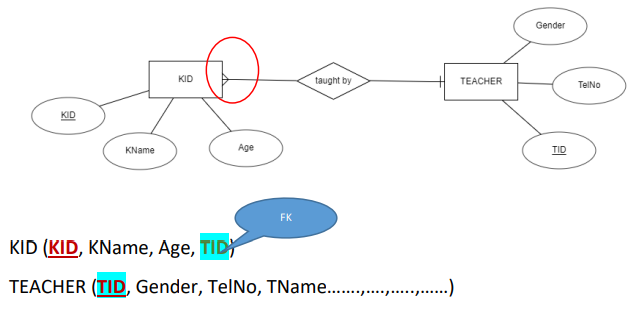 Gender
KID
taught by
TEACHER
TelNo
KID
KName
Age
TID
FK
KID (KID, KName, Age, TID)
TEACHER (TID, Gender, TelNo, TName…….,….,…..,……)